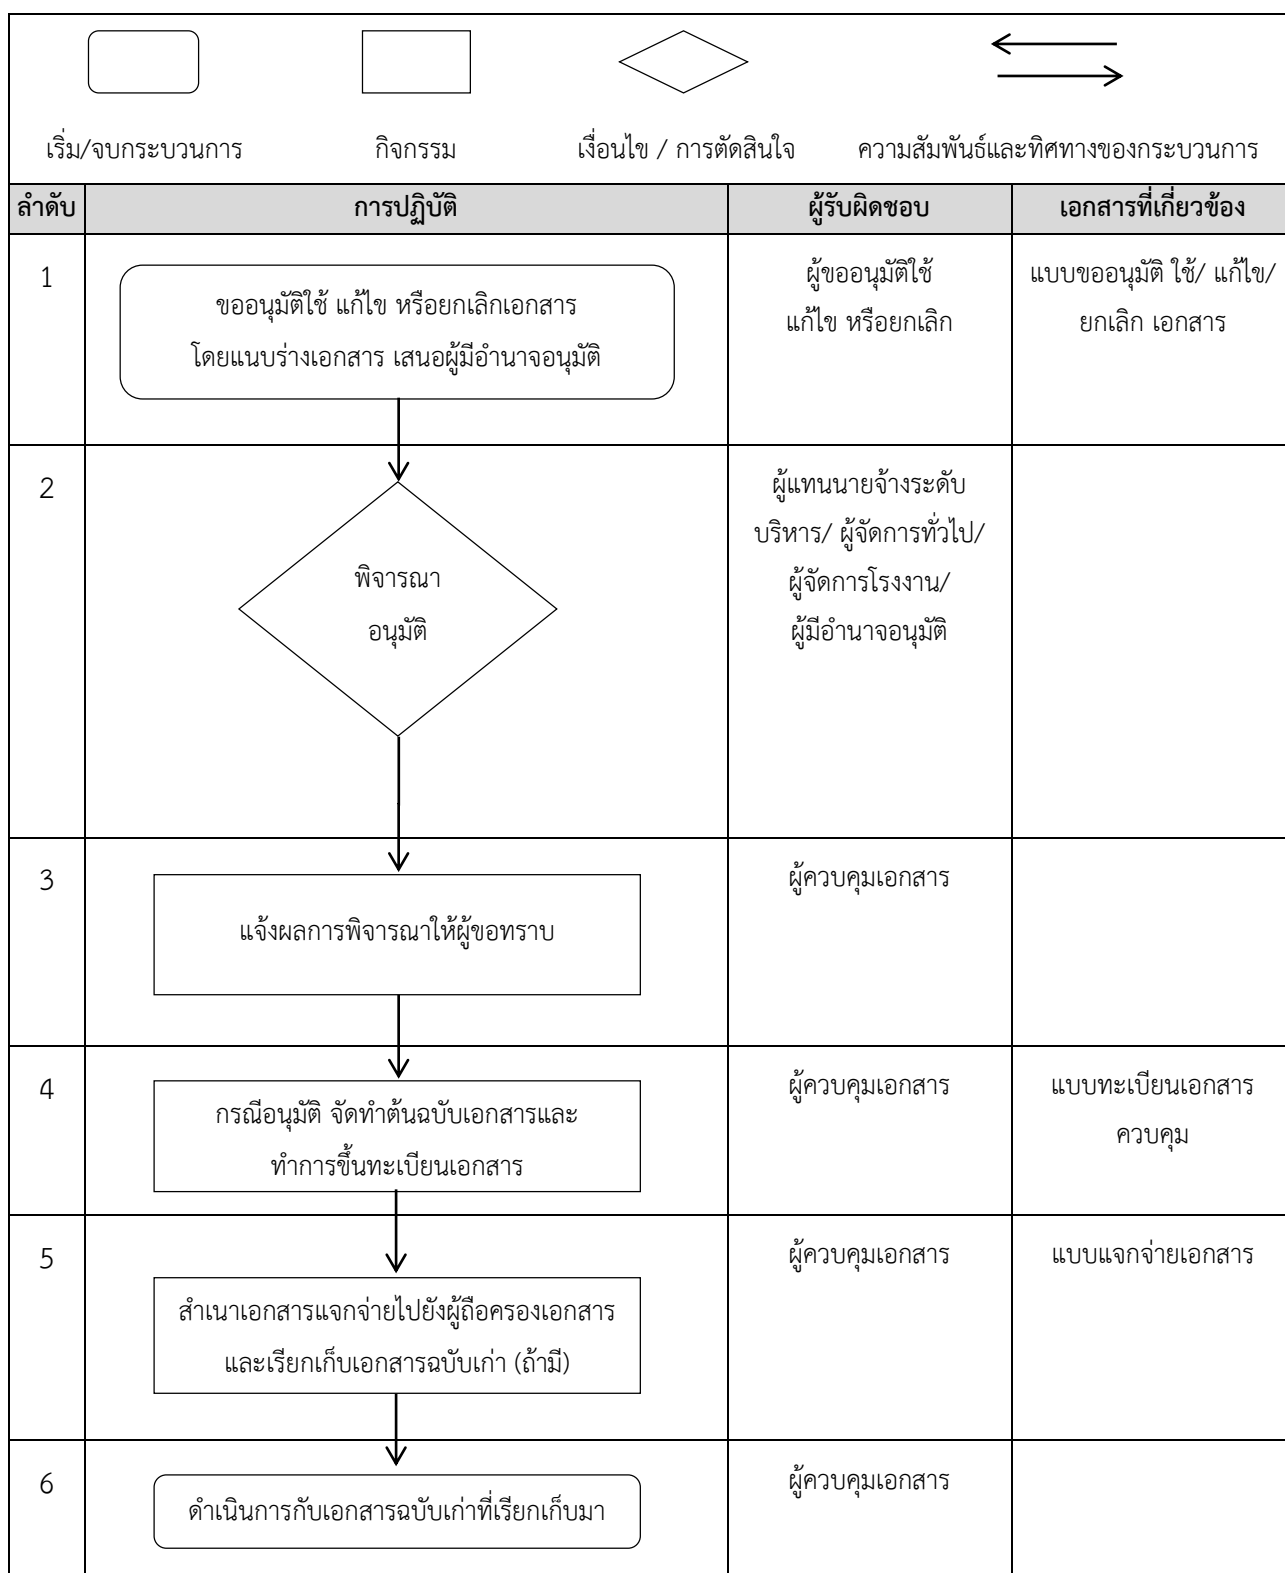 เริ่ม/จบกระบวนการ กิจกรรม เงื่อนไข / การตัดสินใจ ความสัมพันธ์และทิศทางของกระบวนการ
ลำดับ การปฏิบัติ ผู้รับผิดชอบ เอกสารที่เกี่ยวข้อง
1
ขออนุมัติใช้ แก้ไข หรือยกเลิกเอกสาร
โดยแนบร่างเอกสาร เสนอผู้มีอำนาจอนุมัติ
ผู้ขออนุมัติใช้
แก้ไข หรือยกเลิก
แบบขออนุมัติ ใช้/ แก้ไข/
ยกเลิก เอกสาร
2
พิจารณา
อนุมัติ
ผู้แทนนายจ้างระดับ
บริหาร/ ผู้จัดการทั่วไป/
ผู้จัดการโรงงาน/
ผู้มีอำนาจอนุมัติ
3
แจ้งผลการพิจารณาให้ผู้ขอทราบ
ผู้ควบคุมเอกสาร
4
กรณีอนุมัติ จัดทำต้นฉบับเอกสารและ
ทำการขึ้นทะเบียนเอกสาร
ผู้ควบคุมเอกสาร
แบบทะเบียนเอกสาร
ควบคุม
5
สำเนาเอกสารแจกจ่ายไปยังผู้ถือครองเอกสาร
และเรียกเก็บเอกสารฉบับเก่า (ถ้ามี)
ผู้ควบคุมเอกสาร
แบบแจกจ่ายเอกสาร
6
ดำเนินการกับเอกสารฉบับเก่าที่เรียกเก็บมา
ผู้ควบคุมเอกสาร